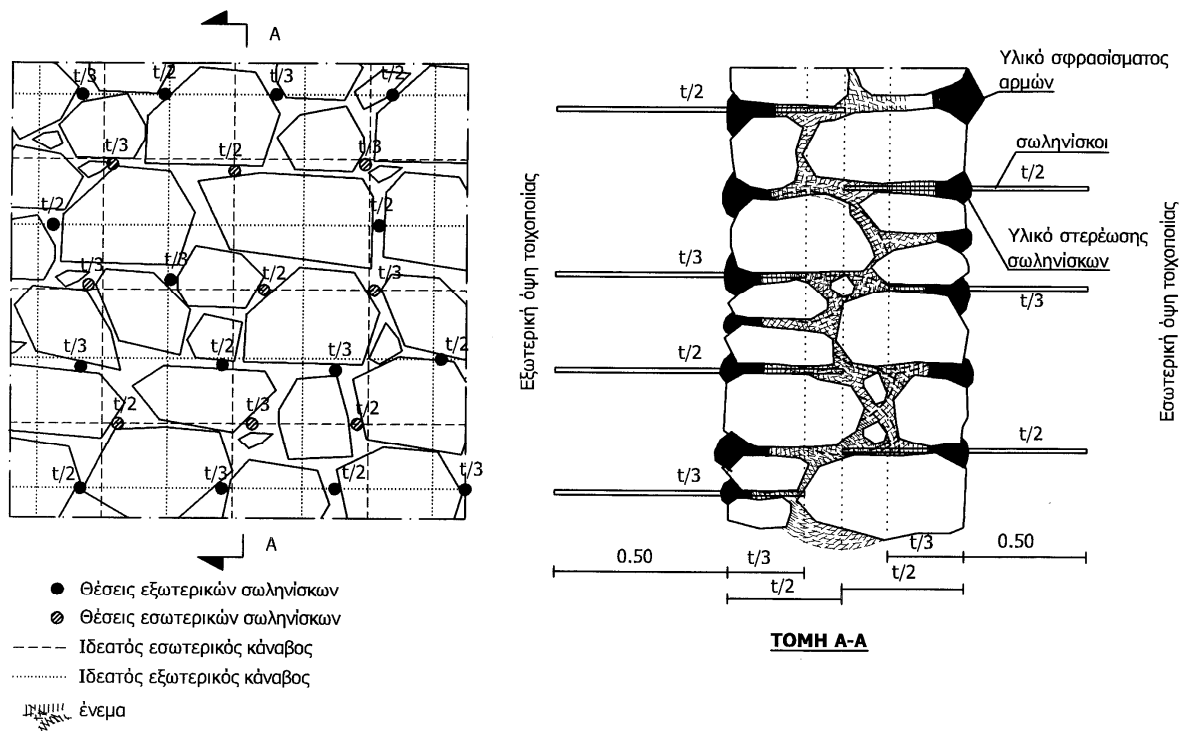 A
t/3
t/2
t/3
t/2
t/3
t/2
t/3
t/2
t/2
t/3
t/3
t/2
t/3
t/3
t/2
t/3
t/2
t/2
t/3
t/2
t/2
t/3
t/2
t/3
A
Θέσεις εξωτερικών σωληνίσκων
Θέσεις εσωτερικών σωληνίσκων
Ιδεατός εσωτερικός κάναβος
Ιδεατός εξωτερικός κάναβος
ένεμα
Εξωτερική όψη τοιχοποιίας
t/2
t/3
t/2
t/3
Υλικό σφρασίσματος
αρμών
σωληνίσκοι
t/2
Υλικό στερέωσης
σωληνίσκων
t/3
t/2
Εσωτερική όψη τοιχοποιίας
0.50
t/3
t/2
t/3
t/2
0.50
ΤΟΜΗ Α-Α